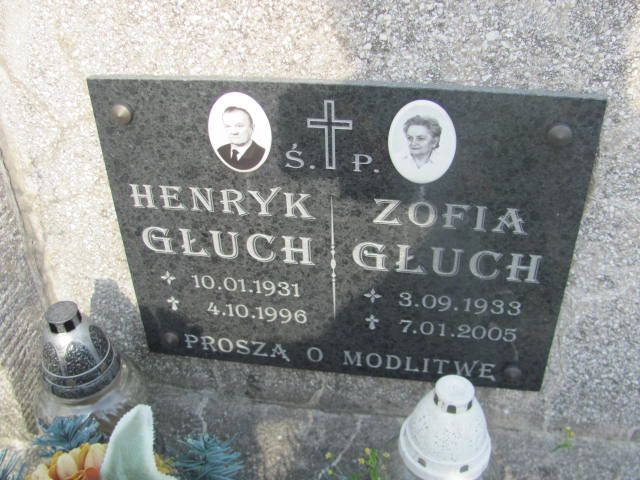 Ś. P.
HENRYK
GŁUCH
10.01.1931
4.10.1996
ZOFIA
GŁUCH
3.09.1933
7.01.2005
PROSZĄ O MODLITWĘ